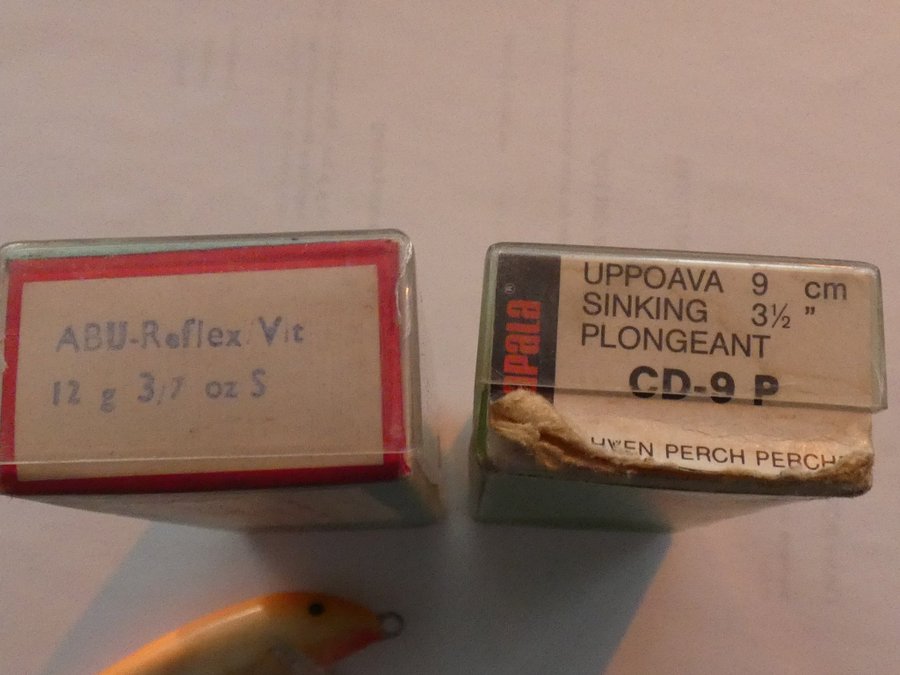 ABU-Reflex Vit
12 g 3/7 oz S
UPPOAVA 9 cm
SINKING 3½ "
PLONGEANT
CD-9 P
PERCH PERCH